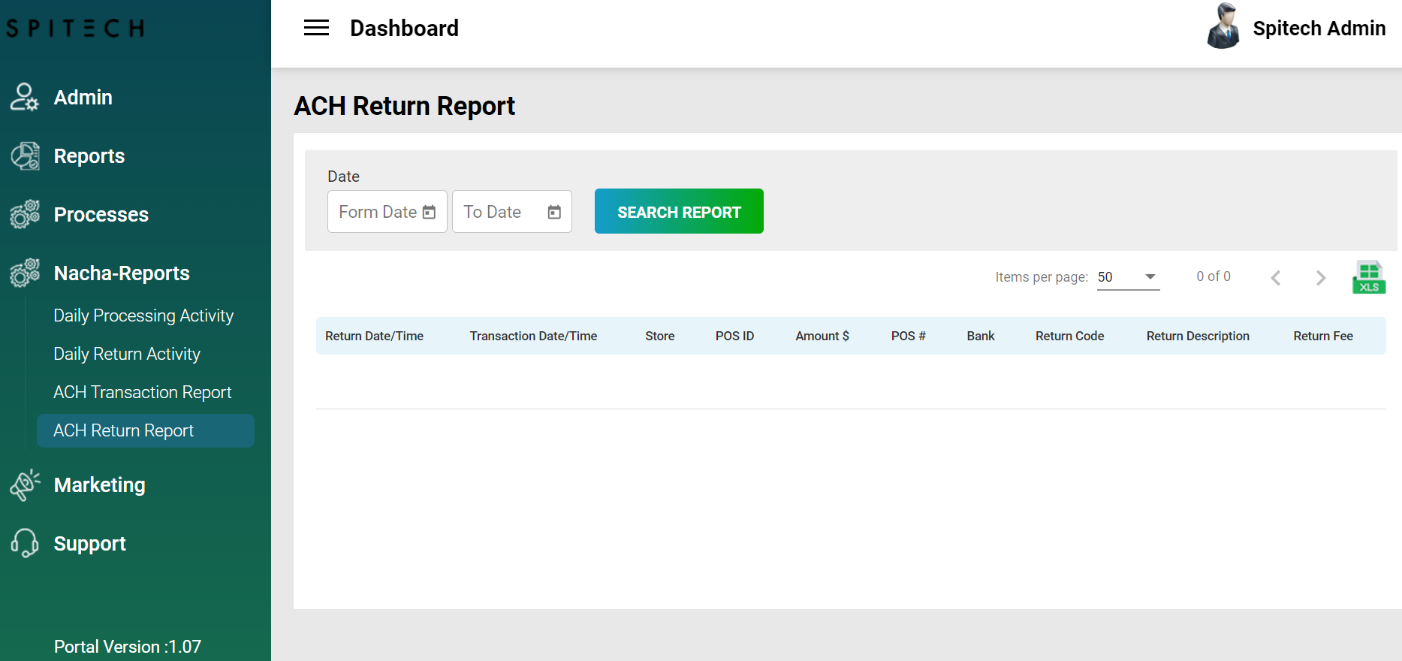 SPITECH
Dashboard
Spitech Admin
Admin
Reports
Processes
Nacha-Reports
Daily Processing Activity
Daily Return Activity
ACH Transaction Report
ACH Return Report
Marketing
Support
Portal Version :1.07
ACH Return Report
Date
Form Date To Date SEARCH REPORT
Items per page: 50 0 of 0 XLS
Return Date/Time Transaction Date/Time Store POS ID Amount $ POS # Bank Return Code Return Description Return Fee